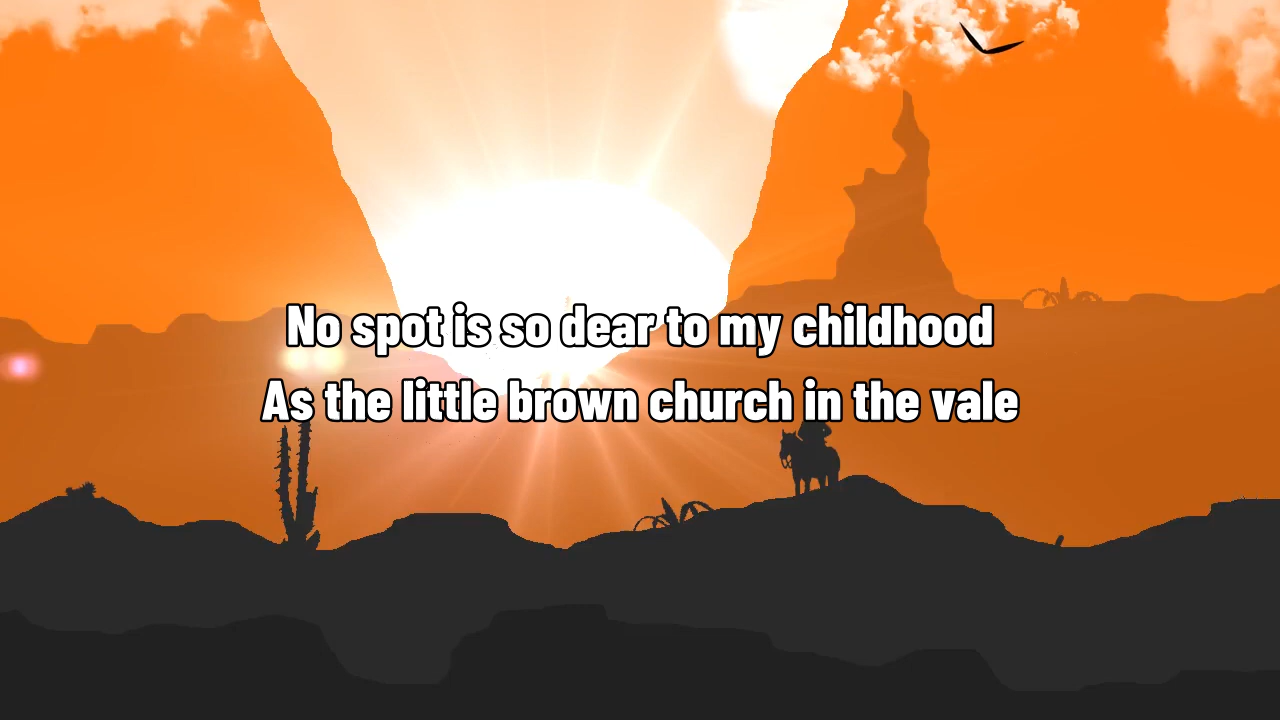 No spot is so dear to my childhood
As the little brown church in the vale